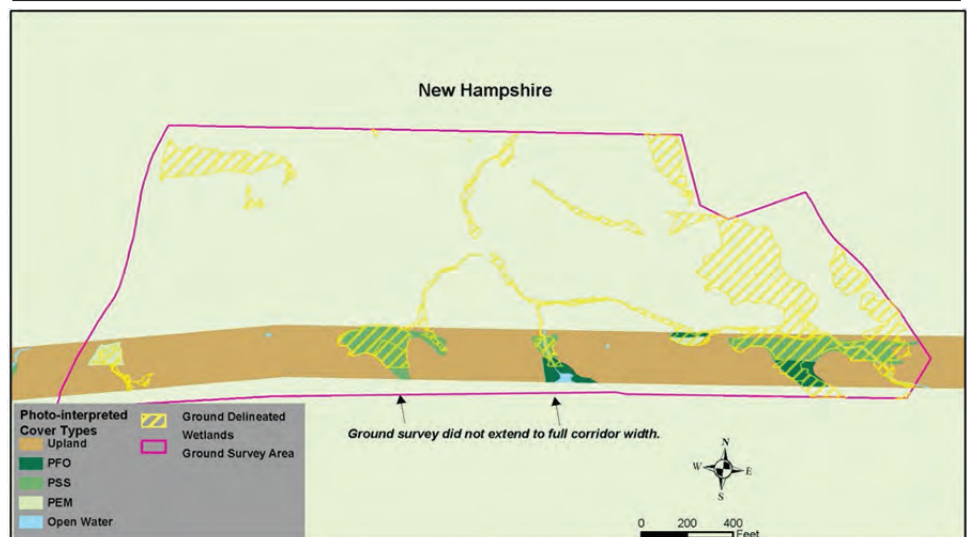 New Hampshire
Photo-interpreted
Cover Types
Upland
PFO
PSS
PEM
Open Water
Ground Delineated
Wetlands
Ground Survey Area
Ground survey did not extend to full corridor width.
N
W
E
S
0 200 400
Feet